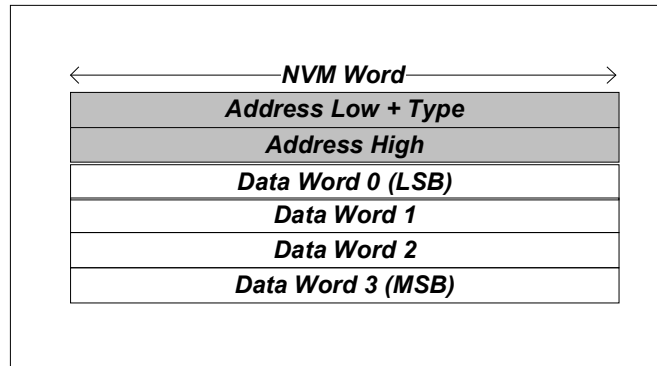 NVM Word
Address Low + Type
Address High
Data Word 0 (LSB)
Data Word 1
Data Word 2
Data Word 3 (MSB)